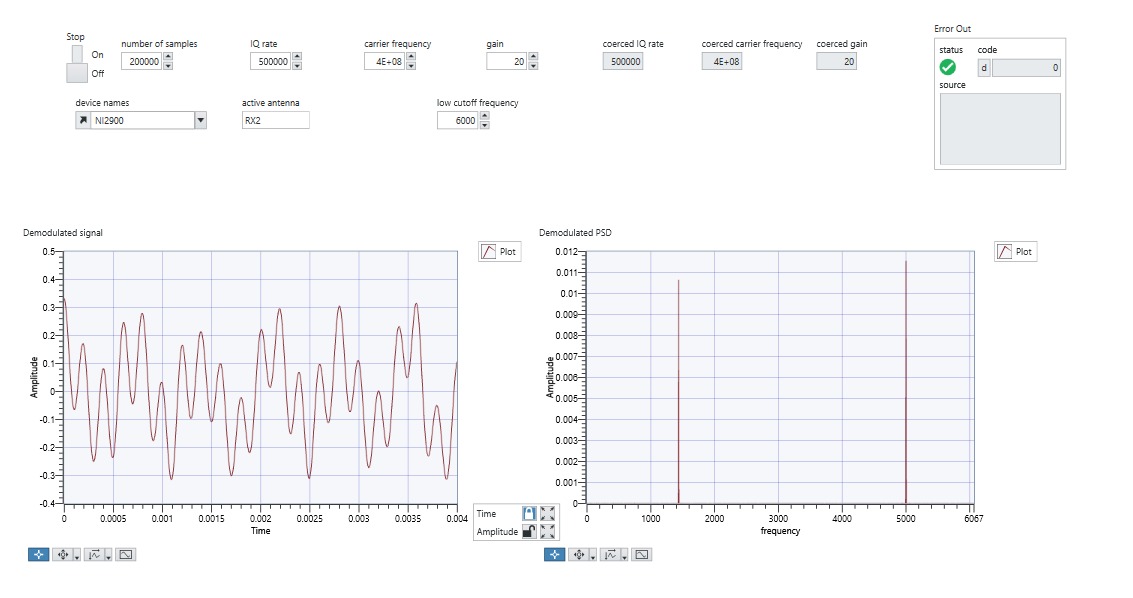 Stop
On
Off
number of samples
200000
IQ rate
500000
carrier frequency
4E+08
gain
20
coerced IQ rate
500000
coerced carrier frequency
4E+08
coerced gain
20
Error Out
status
code
d
0
source
device names
NI2900
active antenna
RX2
low cutoff frequency
6000
Demodulated signal
Plot
Amplitude
0.5
0.4
0.3
0.2
0.1
0
-0.1
-0.2
-0.3
-0.4
0 0.0005 0.001 0.0015 0.002 0.0025 0.003 0.0035 0.004
Time
Time
Amplitude
Demodulated PSD
Plot
Amplitude
0.012
0.011
0.01
0.009
0.008
0.007
0.006
0.005
0.004
0.003
0.002
0.001
0
0 1000 2000 3000 4000 5000 6067
frequency